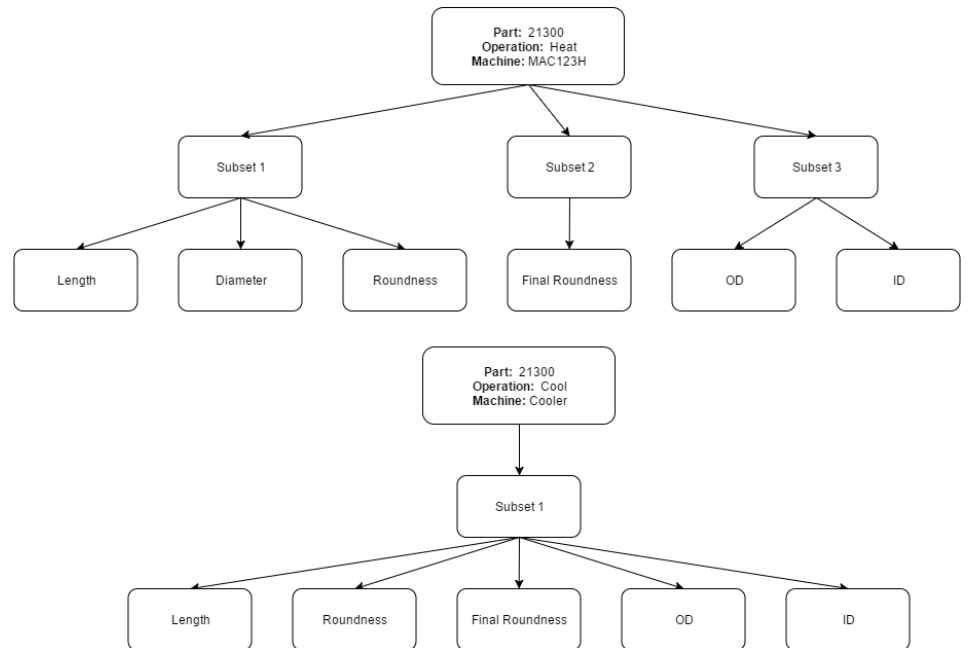 Part: 21300
Operation: Heat
Machine: MAC123H
Subset 1
Subset 2
Subset 3
Length
Diameter
Roundness
Final Roundness
OD
ID
Part: 21300
Operation: Cool
Machine: Cooler
Subset 1
Length
Roundness
Final Roundness
OD
ID